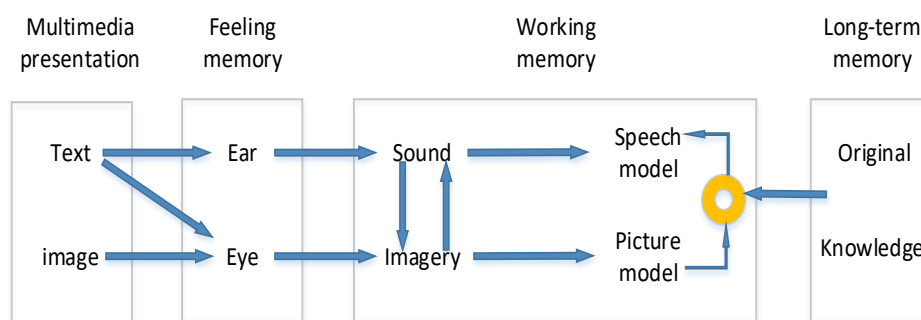 Multimedia
presentation
Feeling
memory
Working
memory
Long-term
memory
Text
Ear
Sound
Speech
model
Original
image
Eye
Imagery
Picture
model
Knowledge